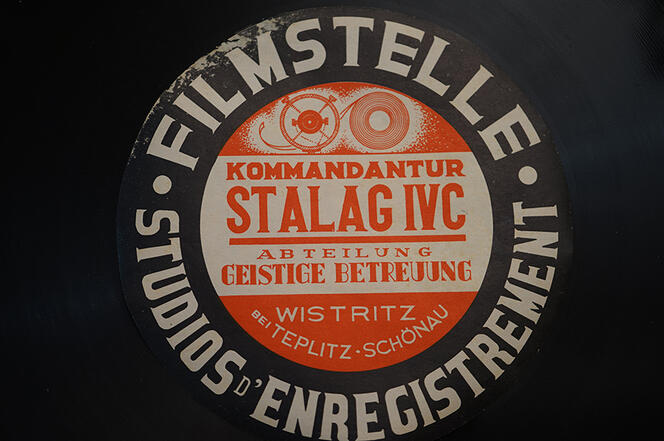 FILMSTELLE
KOMMANDANTUR
STALAG IVC
ABTEILUNG
GEISTIGE BETREUUNG
WISTRITZ
BEI TEPLITZ·SCHÖNAU
STUDIOS D'ENREGISTREMENT